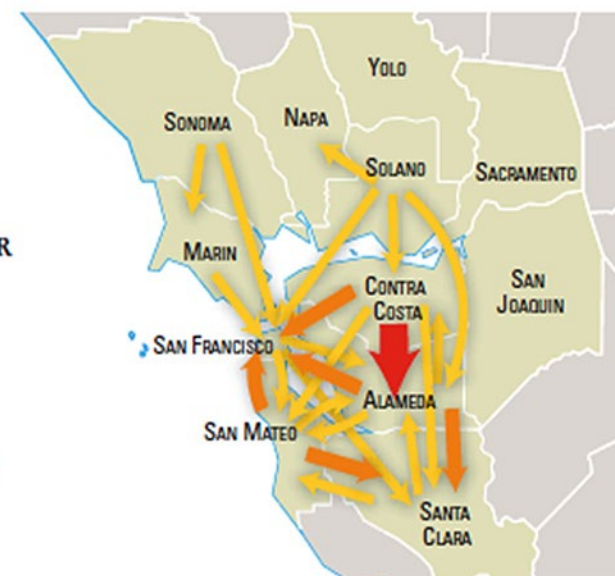 YOLO
SONOMA
NAPA
SOLANO
SACRAMENTO
R
MARIN
CONTRA
COSTA
SAN
JOAQUIN
SAN FRANCISCO
ALAMEDA
SAN MATEO
SANTA
CLARA